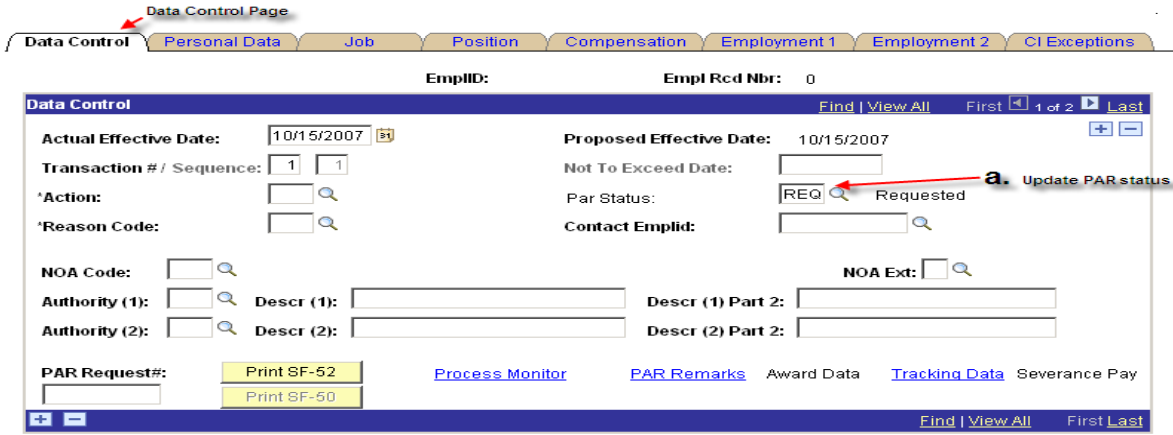 Data Control Page
Data Control Personal Data Job Position Compensation Employment 1 Employment 2 CI Exceptions
EmplID: Empl Rcd Nbr: 0
Data Control Find | View All First 1 of 2 Last
Actual Effective Date: 10/15/2007 31 Proposed Effective Date: 10/15/2007
Transaction # / Sequence: 1 1 Not To Exceed Date:
*Action: Par Status: REQ Requested a. Update PAR status
*Reason Code: Contact Emplid:
NOA Code: NOA Ext:
Authority (1): Descr (1): Descr (1) Part 2:
Authority (2): Descr (2): Descr (2) Part 2:
PAR Request#: Print SF-52 Process Monitor PAR Remarks Award Data Tracking Data Severance Pay
Print SF-50
Find | View All First Last